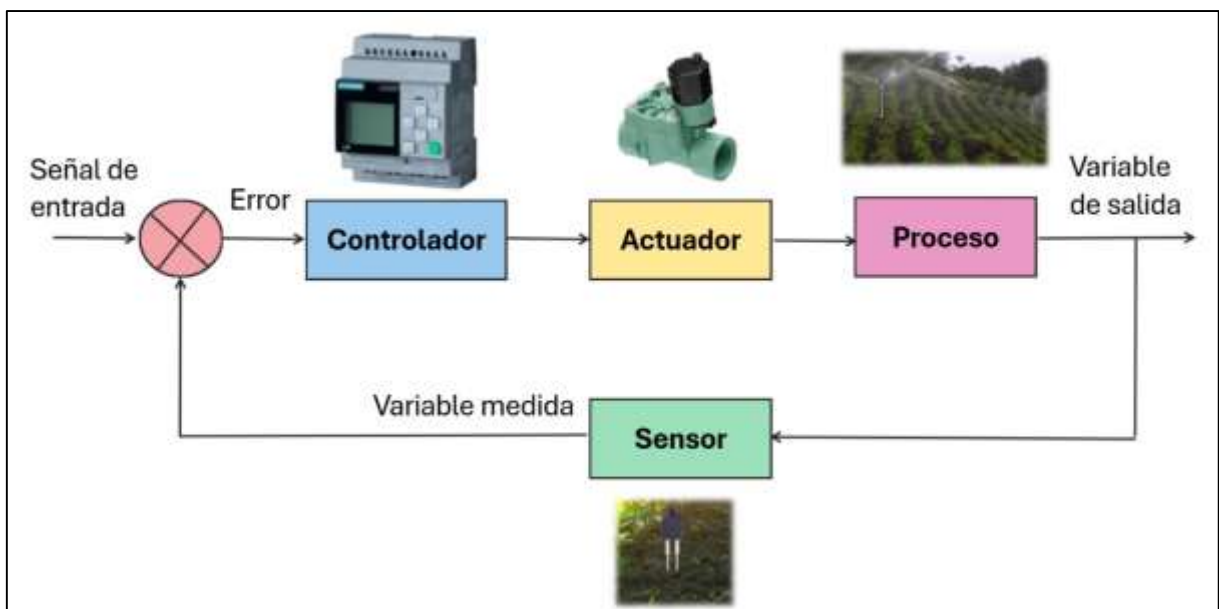 Señal de
entrada
Error
Controlador
Actuador
Proceso
Variable
de salida
Variable medida
Sensor